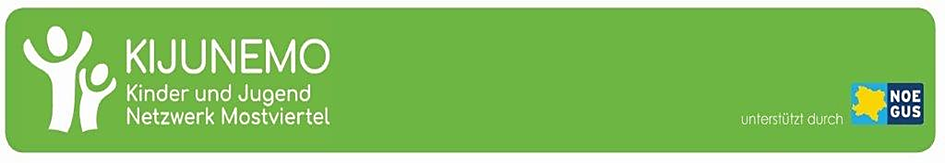 KIJUNEMO
Kinder und Jugend
Netzwerk Mostviertel
unterstützt durch
NOE
GUS